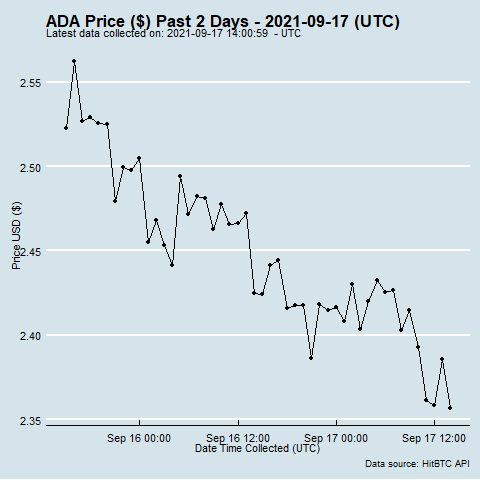 ADA Price ($) Past 2 Days - 2021-09-17 (UTC)
Latest data collected on: 2021-09-17 14:00:59 - UTC
2.55
2.50
2.45
2.40
2.35
Price USD ($)
Sep 16 00:00 Sep 16 12:00 Sep 17 00:00 Sep 17 12:00
Date Time Collected (UTC)
Data source: HitBTC API